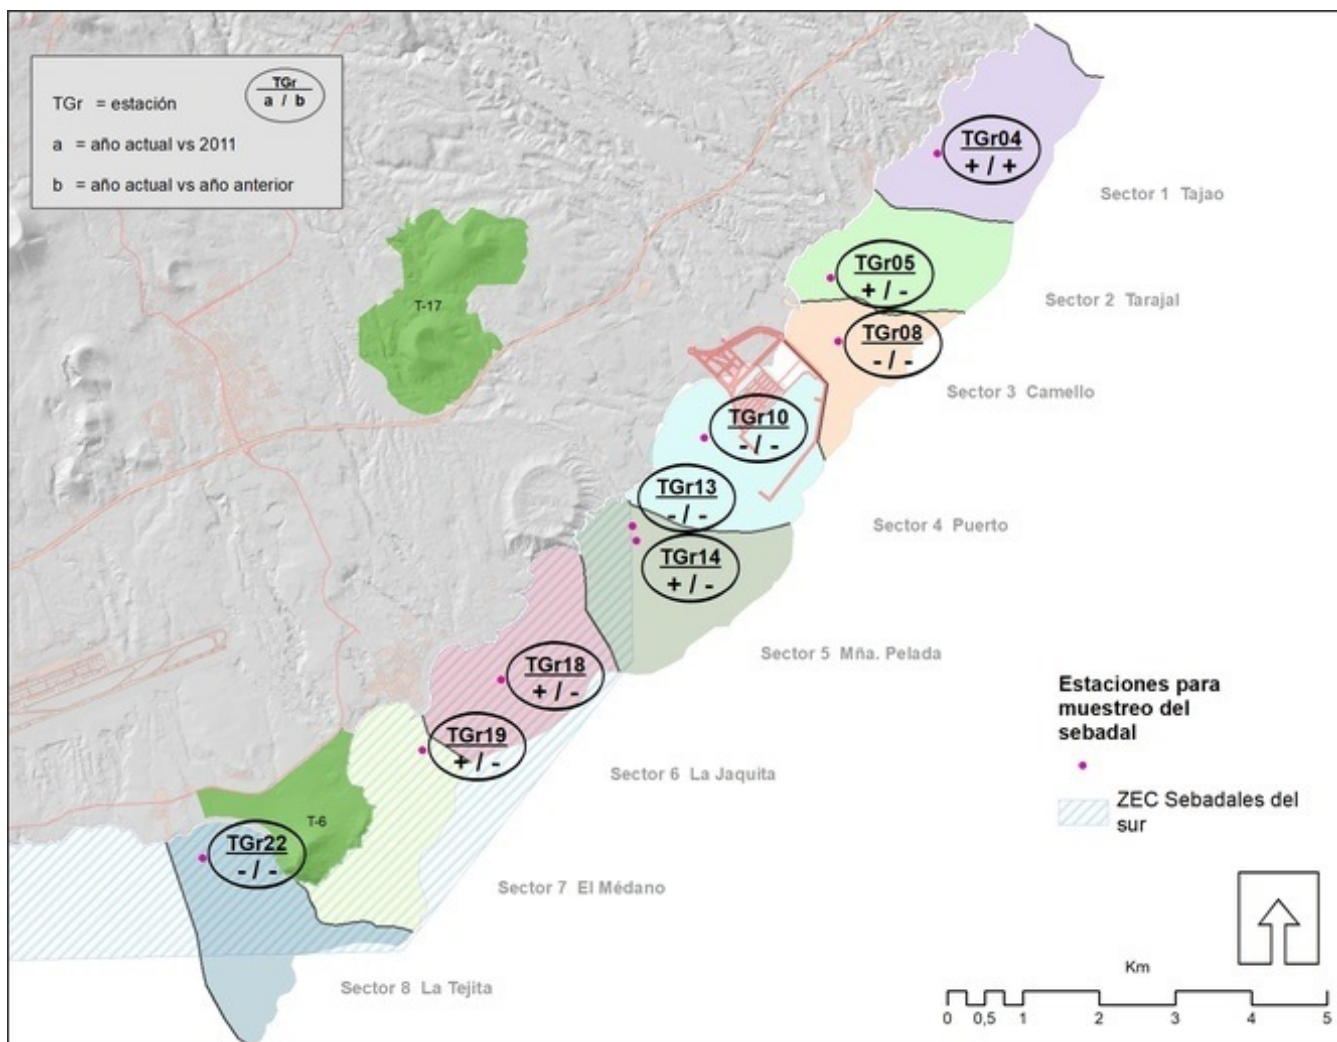 TGr = estación
TGr
a / b
a = año actual vs 2011
b = año actual vs año anterior
TGr04
+ / +
Sector 1 Tajao
TGr05
+ / -
Sector 2 Tarajal
T-17
TGr08
- / -
Sector 3 Camello
TGr10
- / -
TGr13
- / -
Sector 4 Puerto
TGr14
+ / -
Sector 5 Mña. Pelada
TGr18
+ / -
TGr19
+ / -
Sector 6 La Jaquita
T-6
TGr22
- / -
Sector 7 El Médano
Sector 8 La Tejita
Estaciones para
muestreo del
sebadal
ZEC Sebadales del
sur
Km
0 0,5 1 2 3 4 5